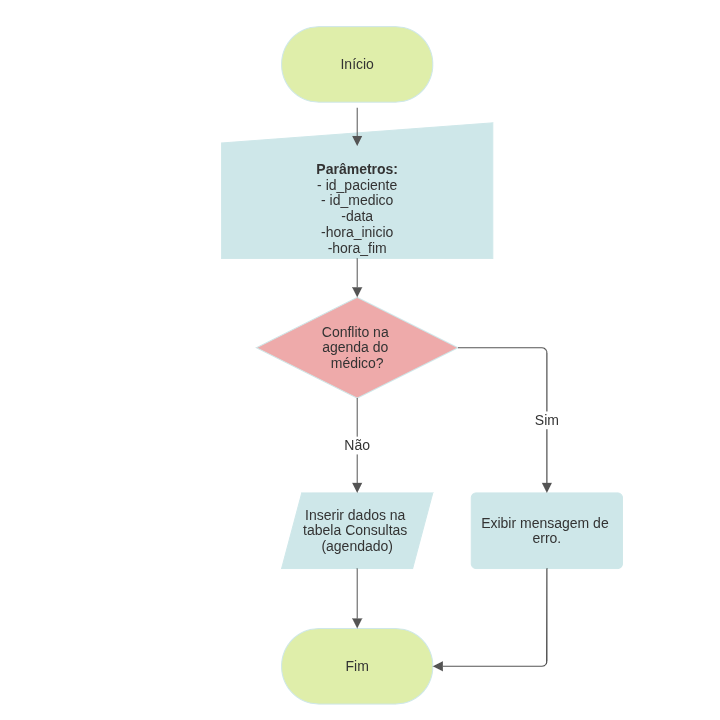 Início
Parâmetros:
- id_paciente
- id_medico
-data
-hora_inicio
-hora_fim
Conflito na
agenda do
médico?
Sim
Não
Inserir dados na
tabela Consultas
(agendado)
Exibir mensagem de
erro.
Fim